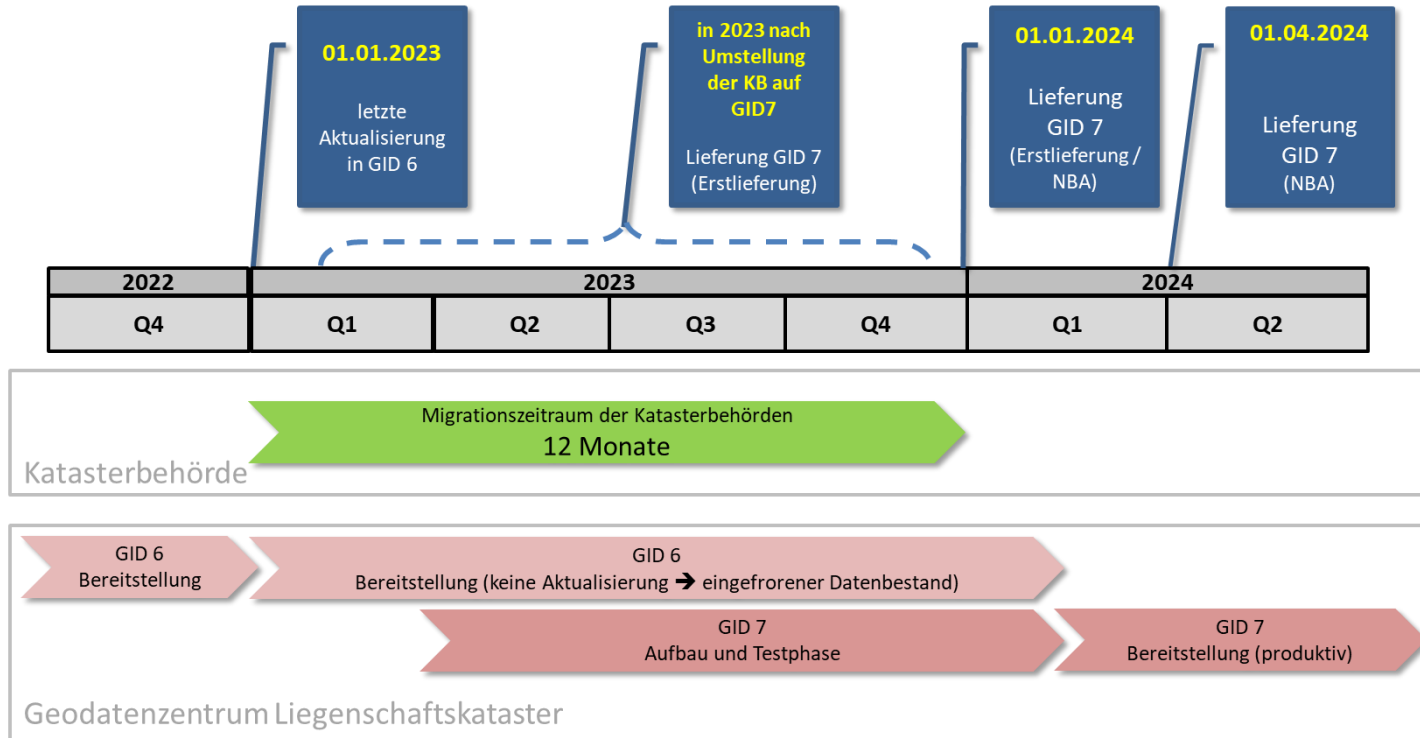 01.01.2023
letzte
Aktualisierung
in GID 6
in 2023 nach
Umstellung
der KB auf
GID7
Lieferung GID 7
(Erstlieferung)
01.01.2024
Lieferung
GID 7
(Erstlieferung /
NBA)
01.04.2024
Lieferung
GID 7
(NBA)
2022
2023
2024
Q4
Q1
Q2
Q3
Q4
Q1
Q2
Migrationszeitraum der Katasterbehörden
12 Monate
Katasterbehörde
GID 6
Bereitstellung
GID 6
Bereitstellung (keine Aktualisierung ➔ eingefrorener Datenbestand)
GID 7
Aufbau und Testphase
GID 7
Bereitstellung (produktiv)
Geodatenzentrum Liegenschaftskataster